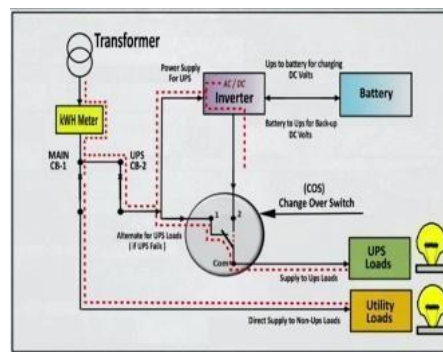 Transformer
Power Supply
For UPS
AC / DC
Inverter
Ups to battery for charging
DC Volts
Battery
Battery to Ups for Back-up
DC Volts
kWH Meter
MAIN
CB-1
UPS
CB-2
(COS)
Change Over Switch
1
2
Alternate for UPS Loads
( if UPS Fails )
Com
UPS
Loads
Supply to Ups Loads
Utility
Loads
Direct Supply to Non-Ups Loads